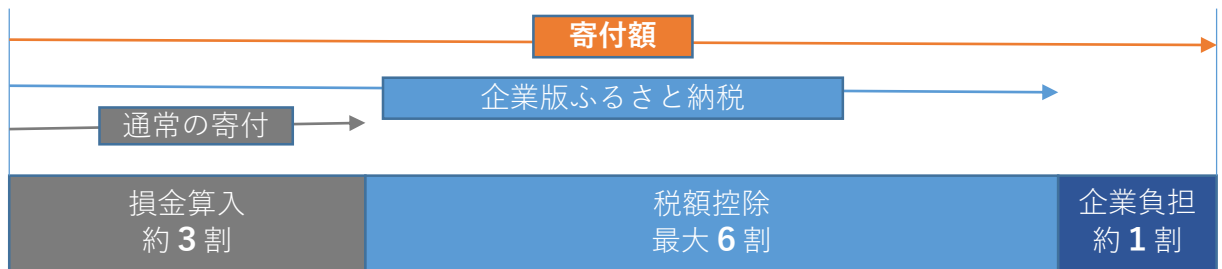 寄付額
企業版ふるさと納税
通常の寄付
損金算入
約 3 割
税額控除
最大 6 割
企業負担
約 1 割